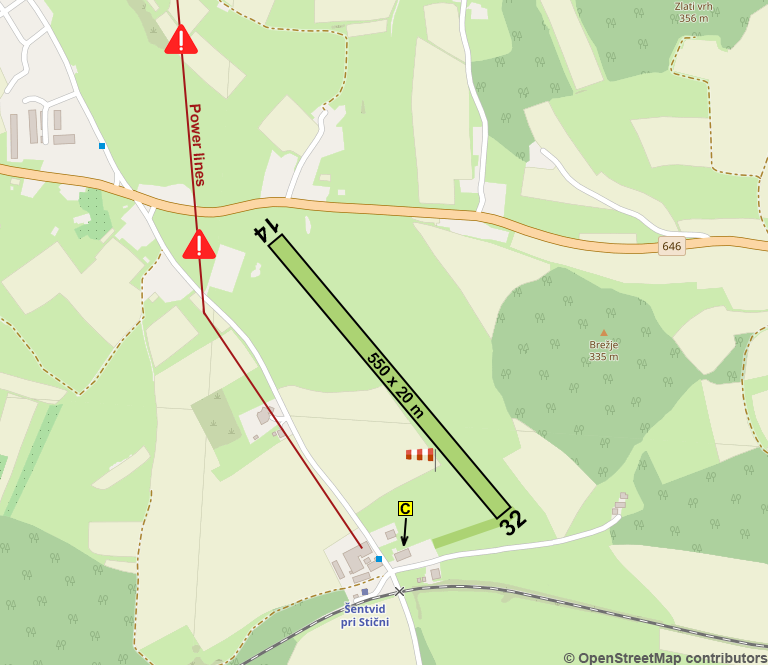 Zlati vrh
356 m
Power lines
14
646
Brežje
335 m
550 x 20 m
C
32
Šentvid
pri Stični
© OpenStreetMap contributors